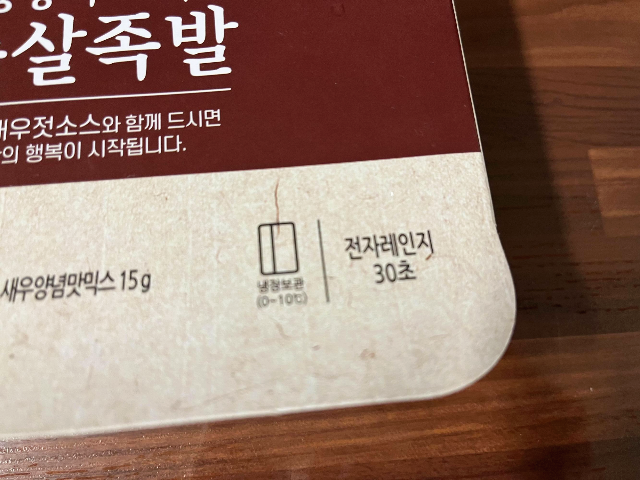 살족발
새우젓소스와 함께 드시면
의 행복이 시작됩니다.
새우양념맛믹스 15g
냉장보관
(0~10℃)
전자레인지
30초